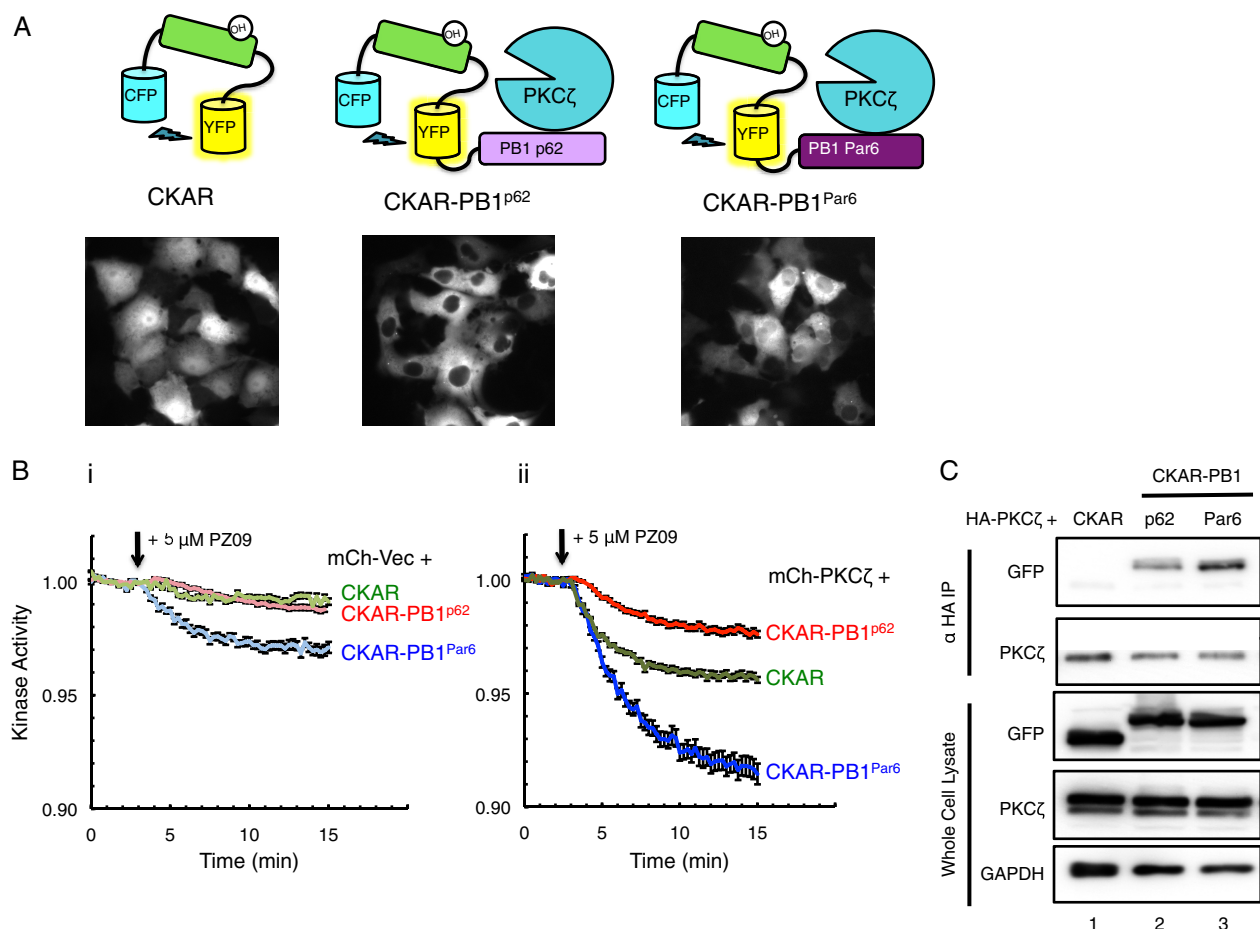 A
OH
CFP
YFP
CKAR
OH
CFP
YFP
PKCζ
PB1 p62
CKAR-PB1p62
OH
CFP
YFP
PKCζ
PB1 Par6
CKAR-PB1Par6
B
i
+ 5 µM PZ09
mCh-Vec +
CKAR
CKAR-PB1p62
CKAR-PB1Par6
Kinase Activity
1.00
0.95
0.90
0
5
10
15
Time (min)
ii
+ 5 µM PZ09
mCh-PKCζ +
CKAR-PB1p62
CKAR
CKAR-PB1Par6
1.00
0.95
0.90
0
5
10
15
Time (min)
C
CKAR-PB1
HA-PKCζ + CKAR p62 Par6
α HA IP
GFP
PKCζ
Whole Cell Lysate
GFP
PKCζ
GAPDH
1 2 3